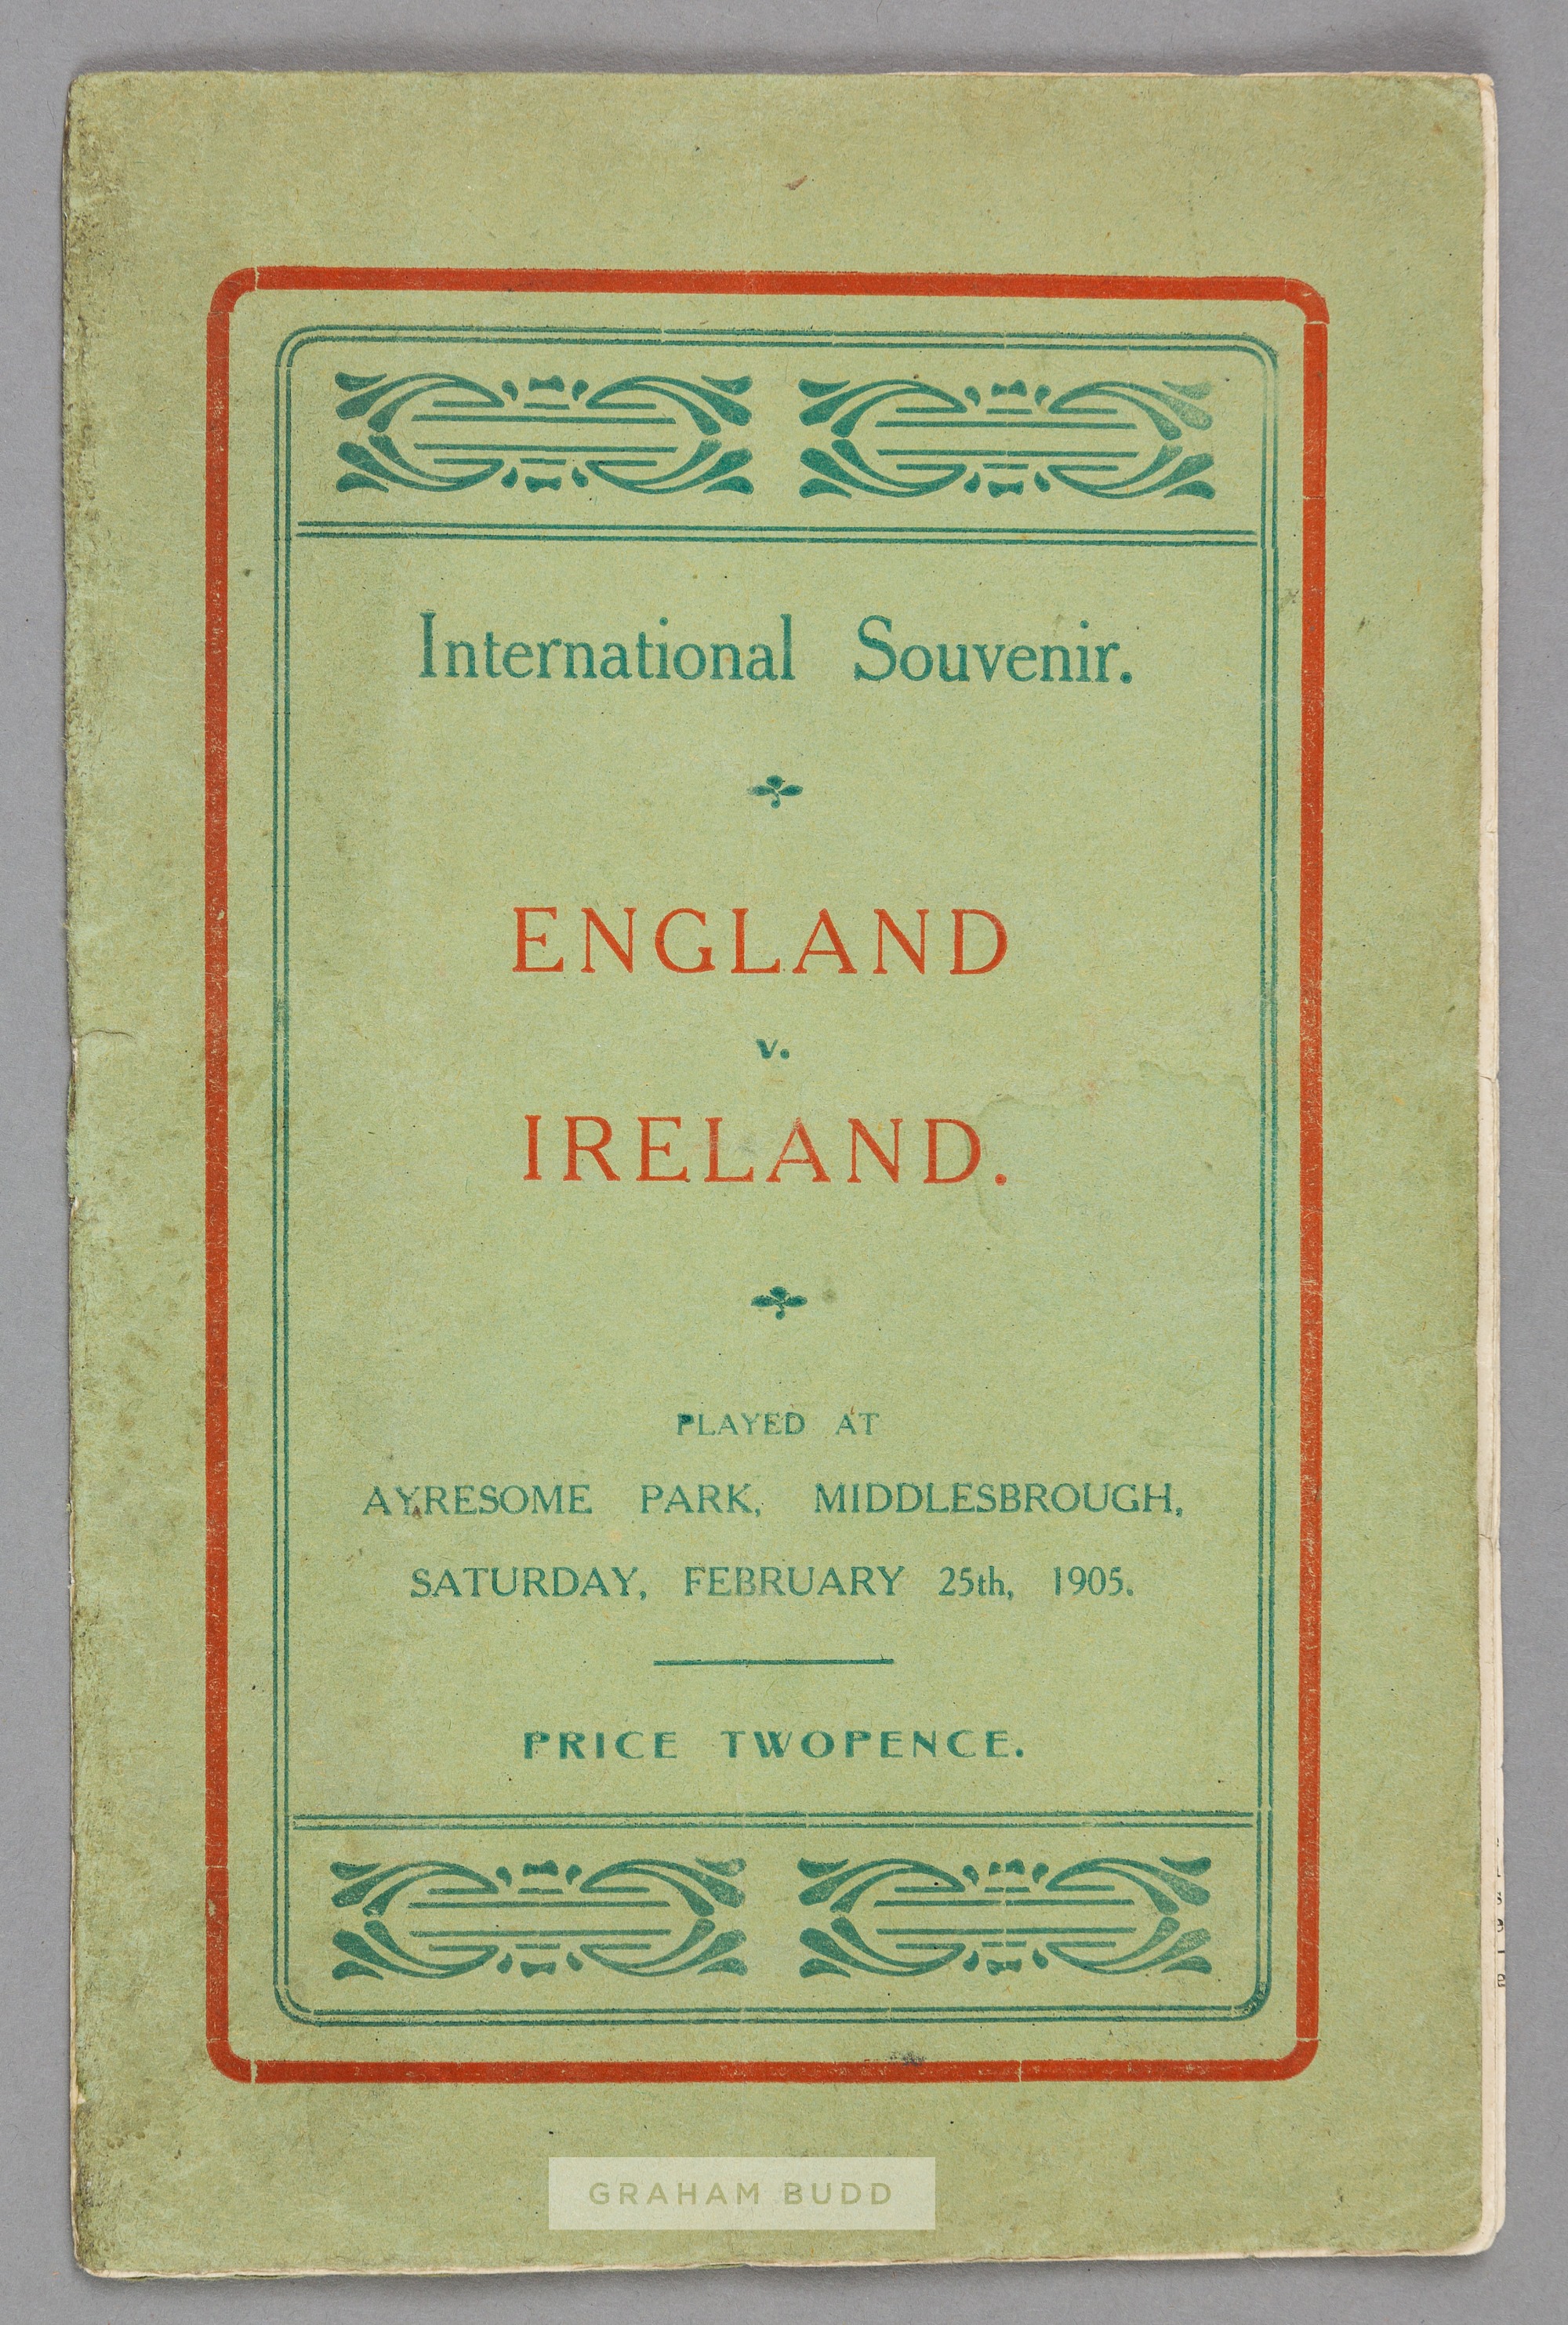 International Souvenir.
ENGLAND
v.
IRELAND.
PLAYED AT
AYRESOME PARK, MIDDLESBROUGH,
SATURDAY, FEBRUARY 25th, 1905.
PRICE TWOPENCE.
GRAHAM BUDD